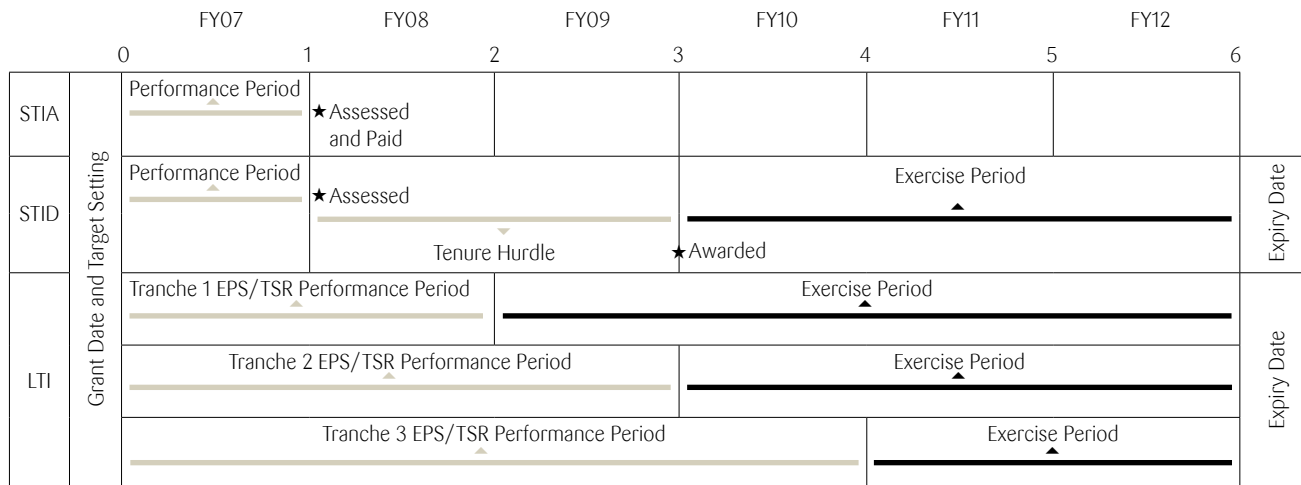 FY07 FY08 FY09 FY10 FY11 FY12
0 1 2 3 4 5 6
Grant Date and Target Setting
STIA
Performance Period
★Assessed
and Paid
STID
Performance Period
★Assessed
Tenure Hurdle
★Awarded
Exercise Period
Expiry Date
LTI
Tranche 1 EPS/TSR Performance Period
Exercise Period
Tranche 2 EPS/TSR Performance Period
Exercise Period
Tranche 3 EPS/TSR Performance Period
Exercise Period
Expiry Date